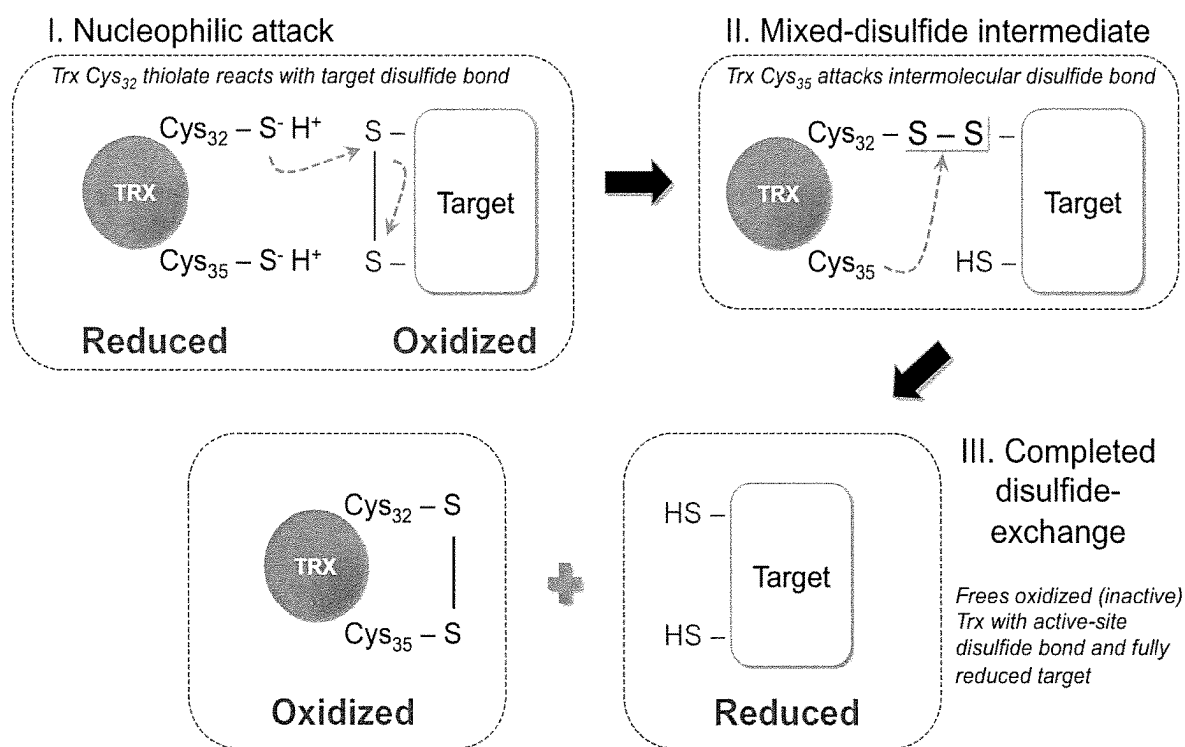 I. Nucleophilic attack
Trx Cys32 thiolate reacts with target disulfide bond
Cys32 – S- H+
S –
TRX
Target
Cys35 – S- H+
S –
Reduced
Oxidized
II. Mixed-disulfide intermediate
Trx Cys35 attacks intermolecular disulfide bond
Cys32 – S – S –
TRX
Target
Cys35
HS –
III. Completed
disulfide-
exchange
Frees oxidized (inactive)
Trx with active-site
disulfide bond and fully
reduced target
Cys32 – S
TRX
Cys35 – S
Oxidized
HS –
Target
HS –
Reduced